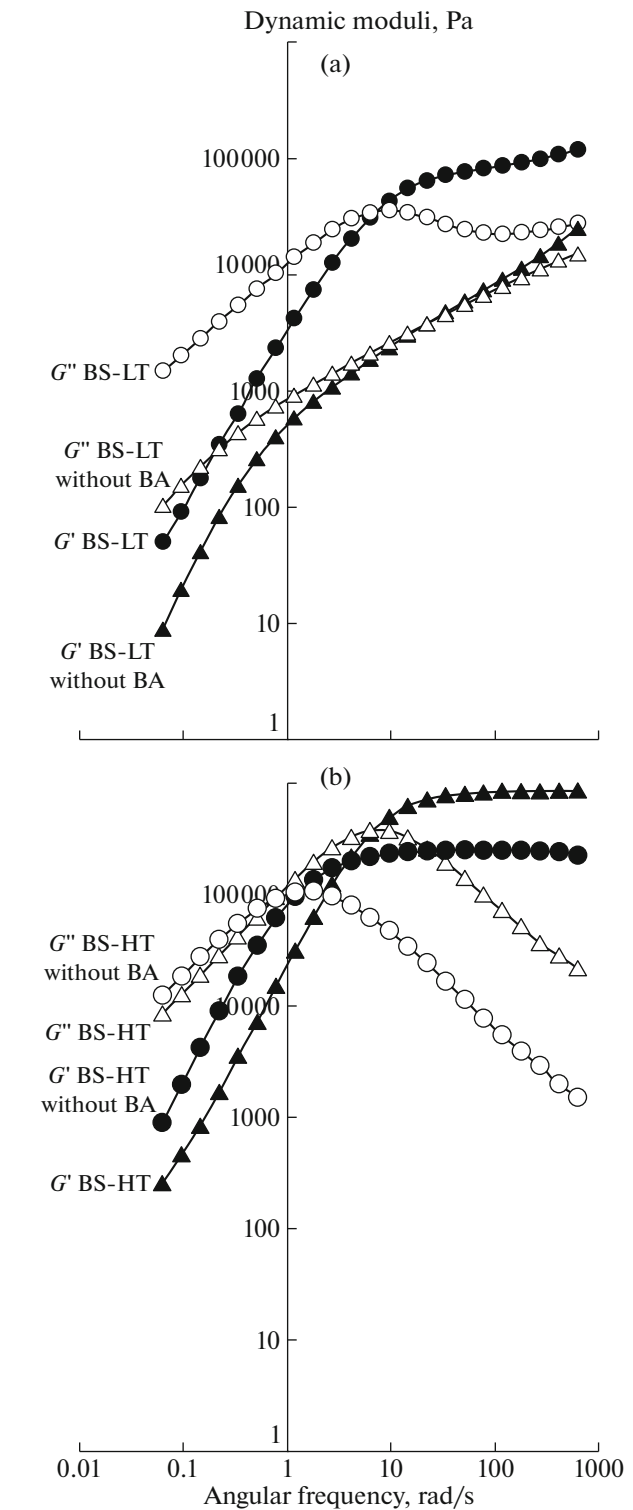 Dynamic moduli, Pa
(a)
100000
10000
G'' BS-LT
1000
G'' BS-LT
without BA
100
G' BS-LT
10
G' BS-LT
without BA
1
(b)
100000
G'' BS-HT
without BA
10000
G'' BS-HT
G' BS-HT
without BA
1000
G' BS-HT
100
10
1
0.01 0.1 1 10 100 1000
Angular frequency, rad/s